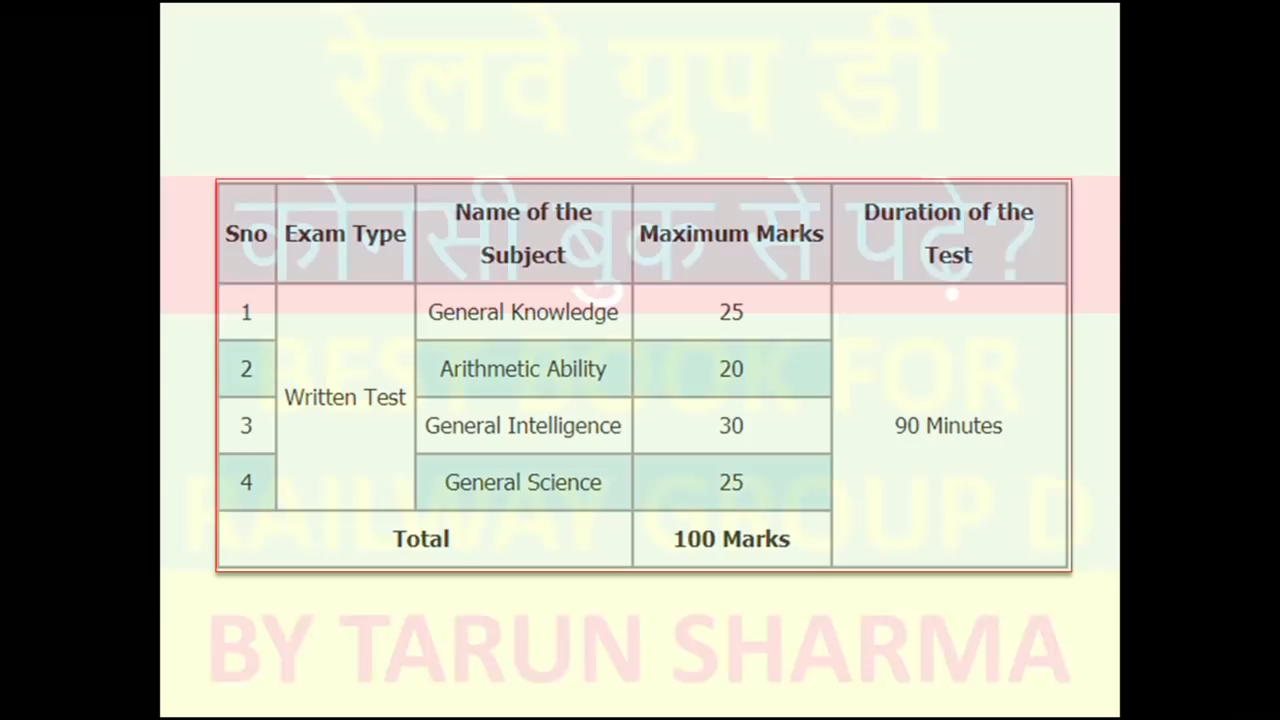 रेलवे ग्रुप डी
कोनसी बुक से पढ़े?
BEST BOOK FOR
RAILWAY GROUP D
BY TARUN SHARMA
Sno Exam Type Name of the Subject Maximum Marks Duration of the Test
1 Written Test General Knowledge 25 90 Minutes
2 Arithmetic Ability 20
3 General Intelligence 30
4 General Science 25
Total 100 Marks